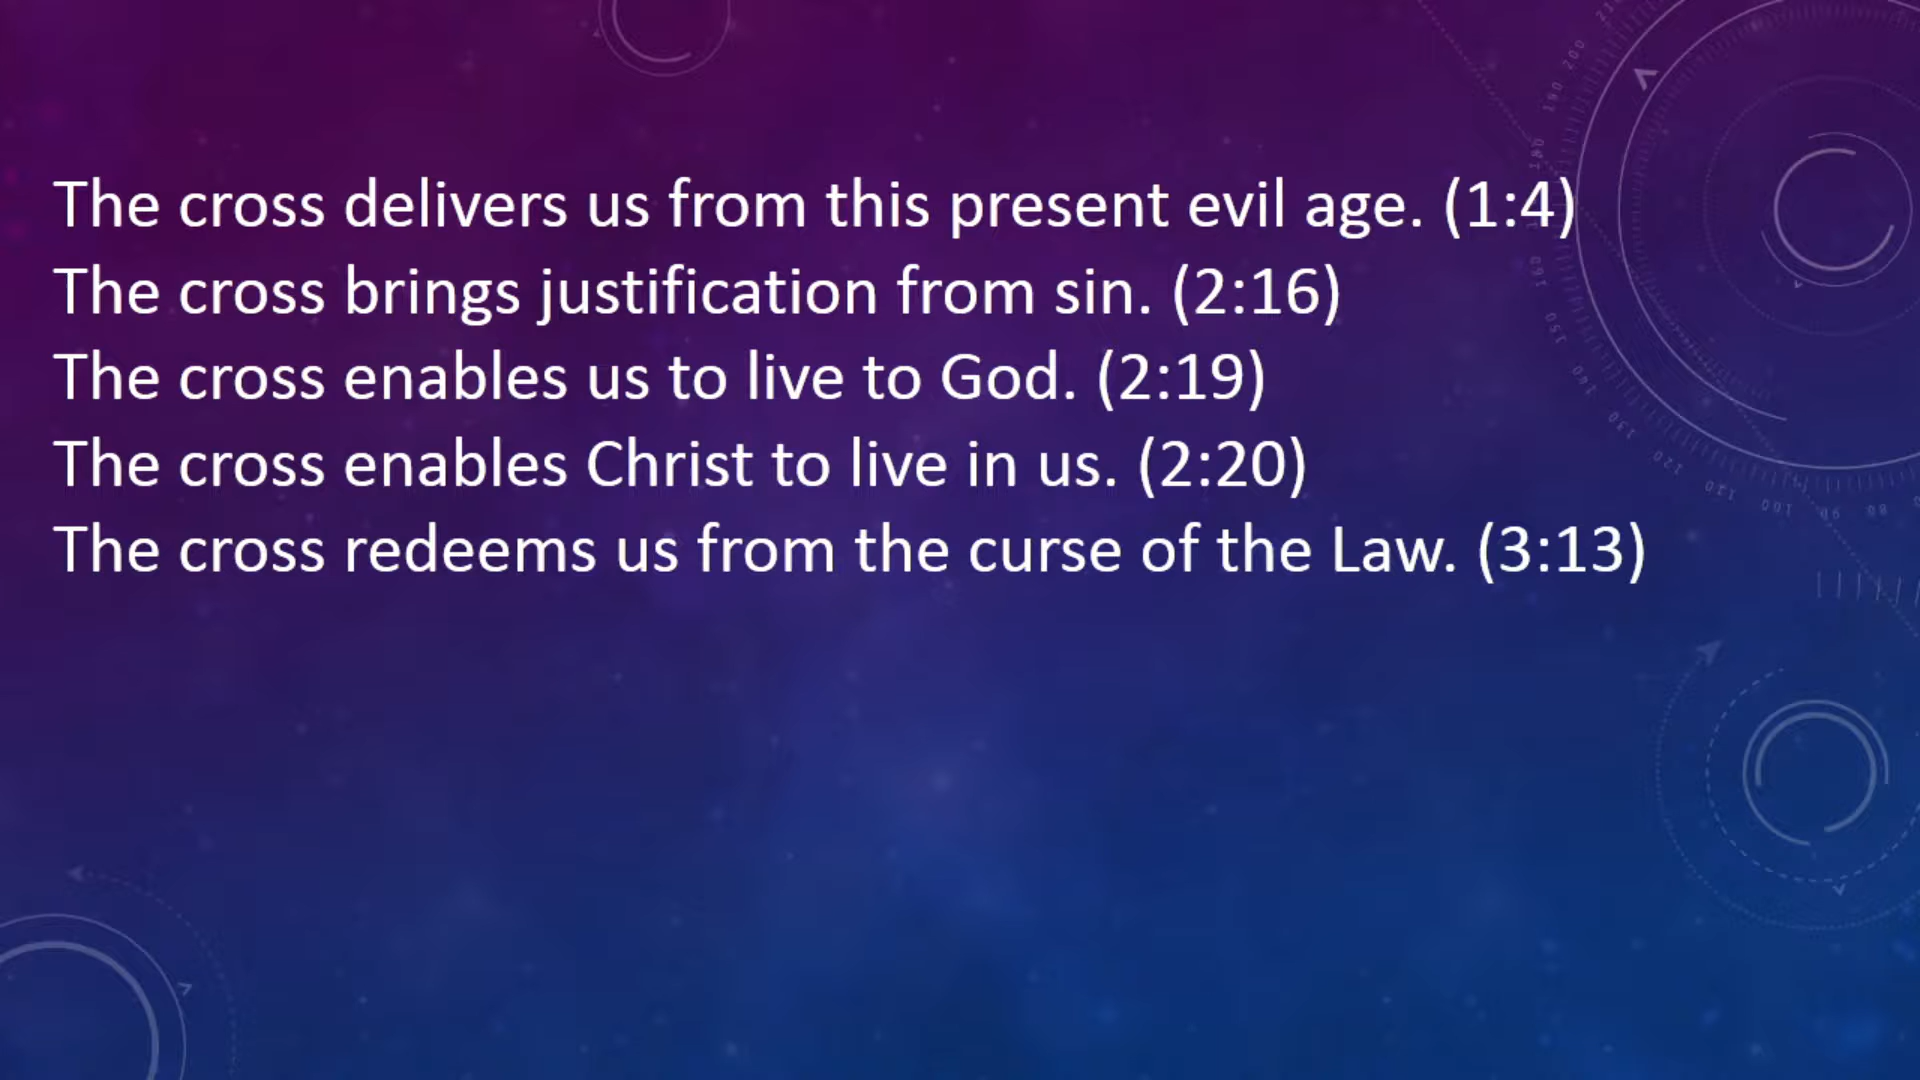 The cross delivers us from this present evil age. (1:4)
The cross brings justification from sin. (2:16)
The cross enables us to live to God. (2:19)
The cross enables Christ to live in us. (2:20)
The cross redeems us from the curse of the Law. (3:13)